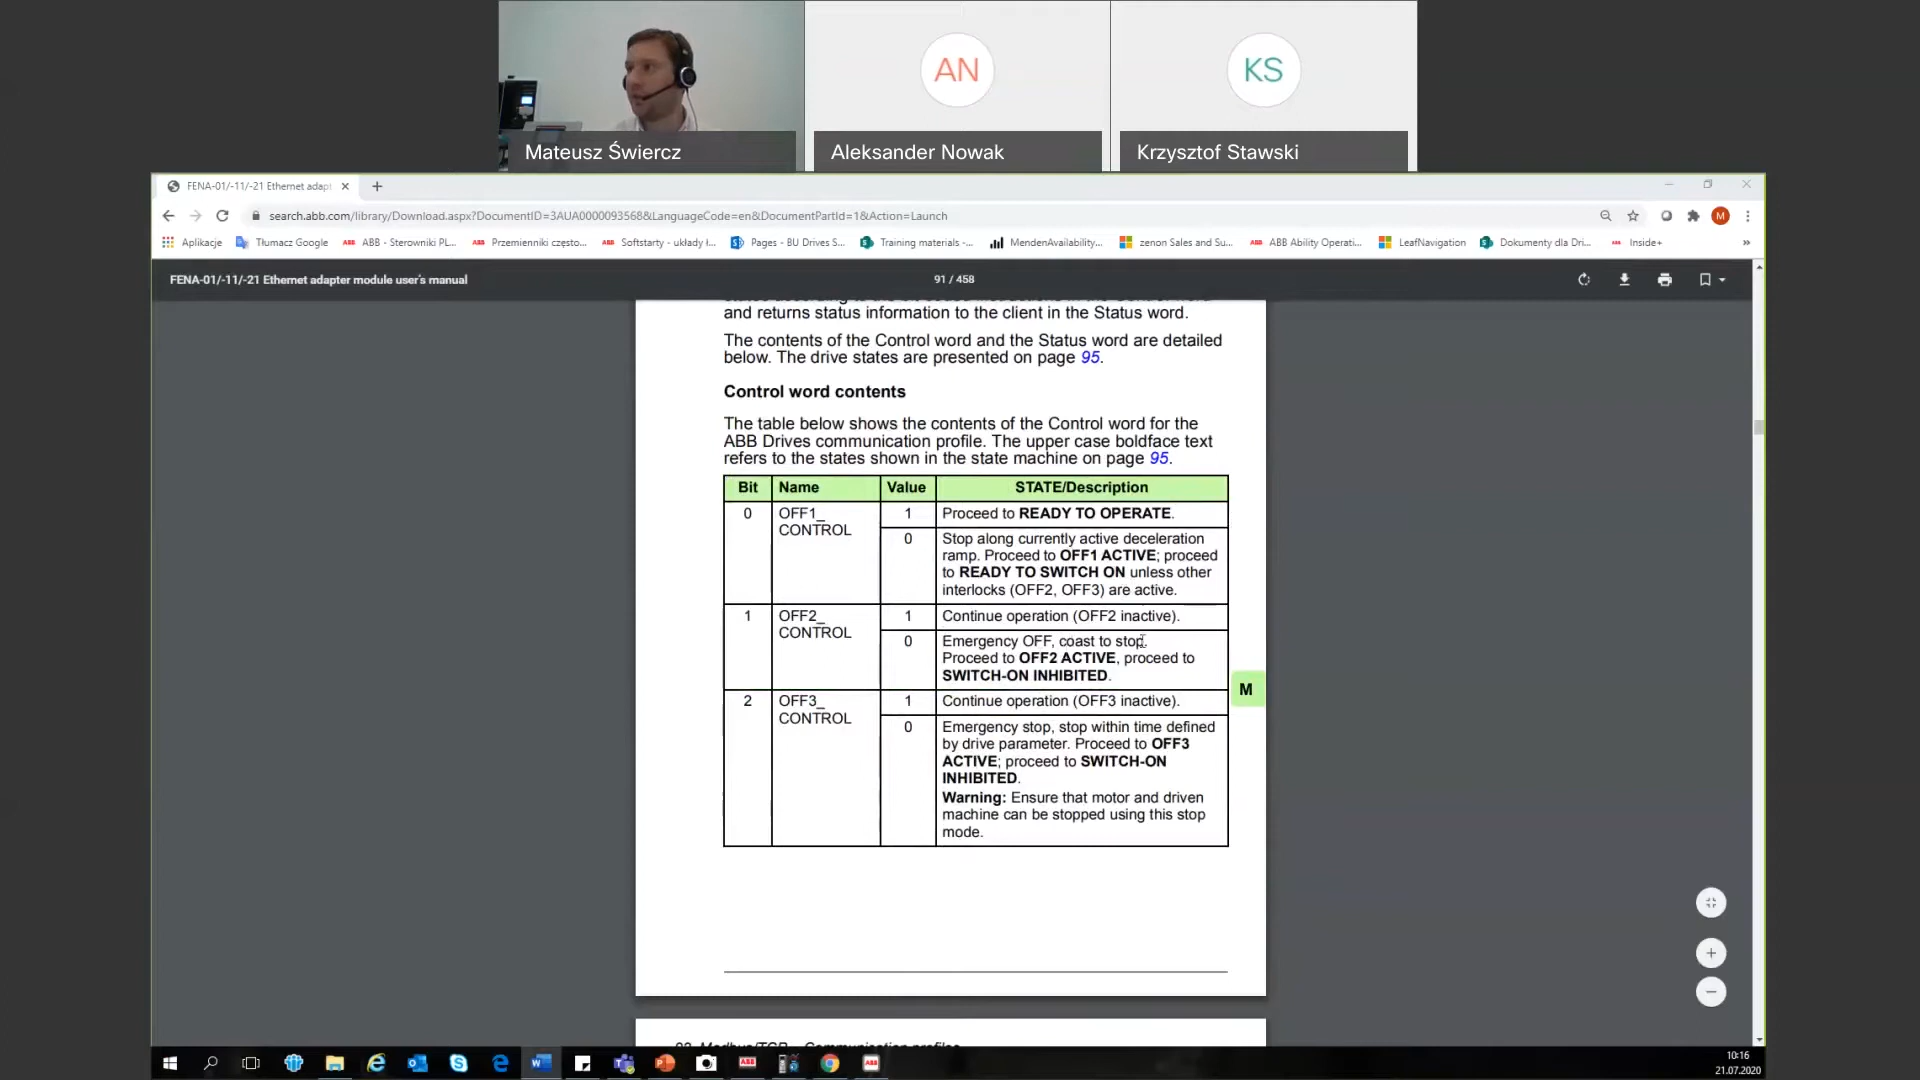 AN
KS
Mateusz Świercz
Aleksander Nowak
Krzysztof Stawski
FENA-01/-11/-21 Ethernet adapt
search.abb.com/library/Download.aspx?DocumentID=3AUA0000093568&LanguageCode=en&DocumentPartId=1&Action=Launch
M
Aplikacje
Tłumacz Google
ABB - Sterowniki PL...
Przemienniki często...
Softstarty - układy ł...
Pages - BU Drives S...
Training materials -...
MendenAvailability...
zenon Sales and Su...
ABB Ability Operati...
LeafNavigation
Dokumenty dla Dri...
Inside+
»
FENA-01/-11/-21 Ethernet adapter module user's manual
91 / 458
and returns status information to the client in the Status word.
The contents of the Control word and the Status word are detailed
below. The drive states are presented on page 95.
Control word contents
The table below shows the contents of the Control word for the
ABB Drives communication profile. The upper case boldface text
refers to the states shown in the state machine on page 95.
Bit Name Value STATE/Description
0 OFF1_
CONTROL
1 Proceed to READY TO OPERATE.
0 Stop along currently active deceleration
ramp. Proceed to OFF1 ACTIVE; proceed
to READY TO SWITCH ON unless other
interlocks (OFF2, OFF3) are active.
1 OFF2_
CONTROL
1 Continue operation (OFF2 inactive).
0 Emergency OFF, coast to stop.
Proceed to OFF2 ACTIVE, proceed to
SWITCH-ON INHIBITED.
2 OFF3_
CONTROL
1 Continue operation (OFF3 inactive).
0 Emergency stop, stop within time defined
by drive parameter. Proceed to OFF3
ACTIVE; proceed to SWITCH-ON
INHIBITED.
Warning: Ensure that motor and driven
machine can be stopped using this stop
mode.
M
10:16
21.07.2020